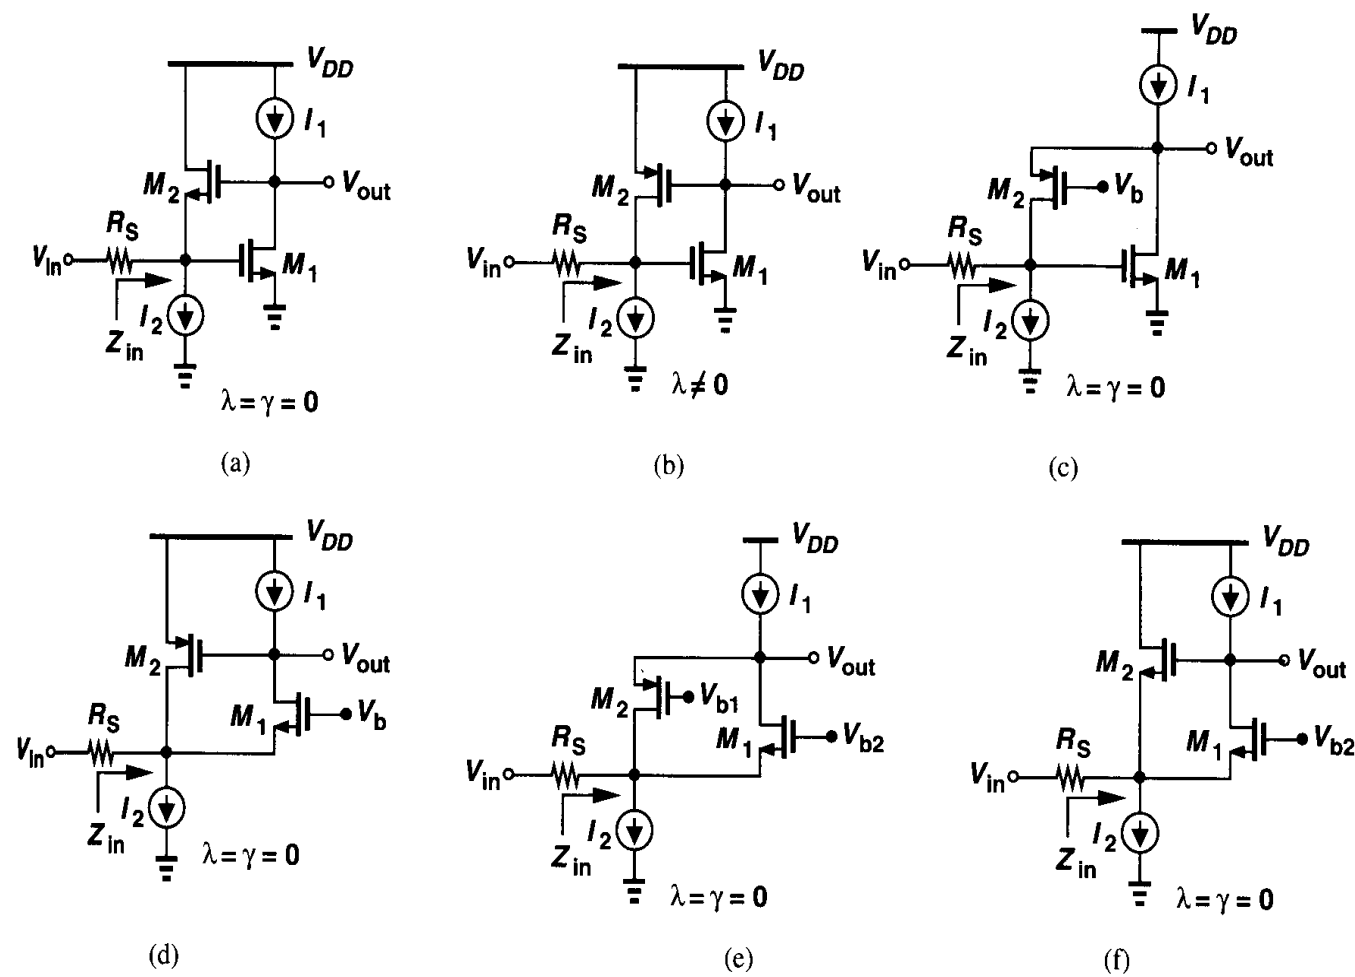 V_DD
I_1
M_2
V_out
R_S
V_in
M_1
I_2
Z_in
λ = γ = 0
(a)
V_DD
I_1
M_2
V_out
R_S
V_in
M_1
I_2
Z_in
λ ≠ 0
(b)
V_DD
I_1
V_out
M_2
V_b
R_S
V_in
M_1
I_2
Z_in
λ = γ = 0
(c)
V_DD
I_1
M_2
V_out
R_S
M_1
V_b
V_in
I_2
Z_in
λ = γ = 0
(d)
V_DD
I_1
V_out
M_2
V_b1
R_S
M_1
V_b2
V_in
I_2
Z_in
λ = γ = 0
(e)
V_DD
I_1
M_2
V_out
R_S
M_1
V_b2
V_in
I_2
Z_in
λ = γ = 0
(f)